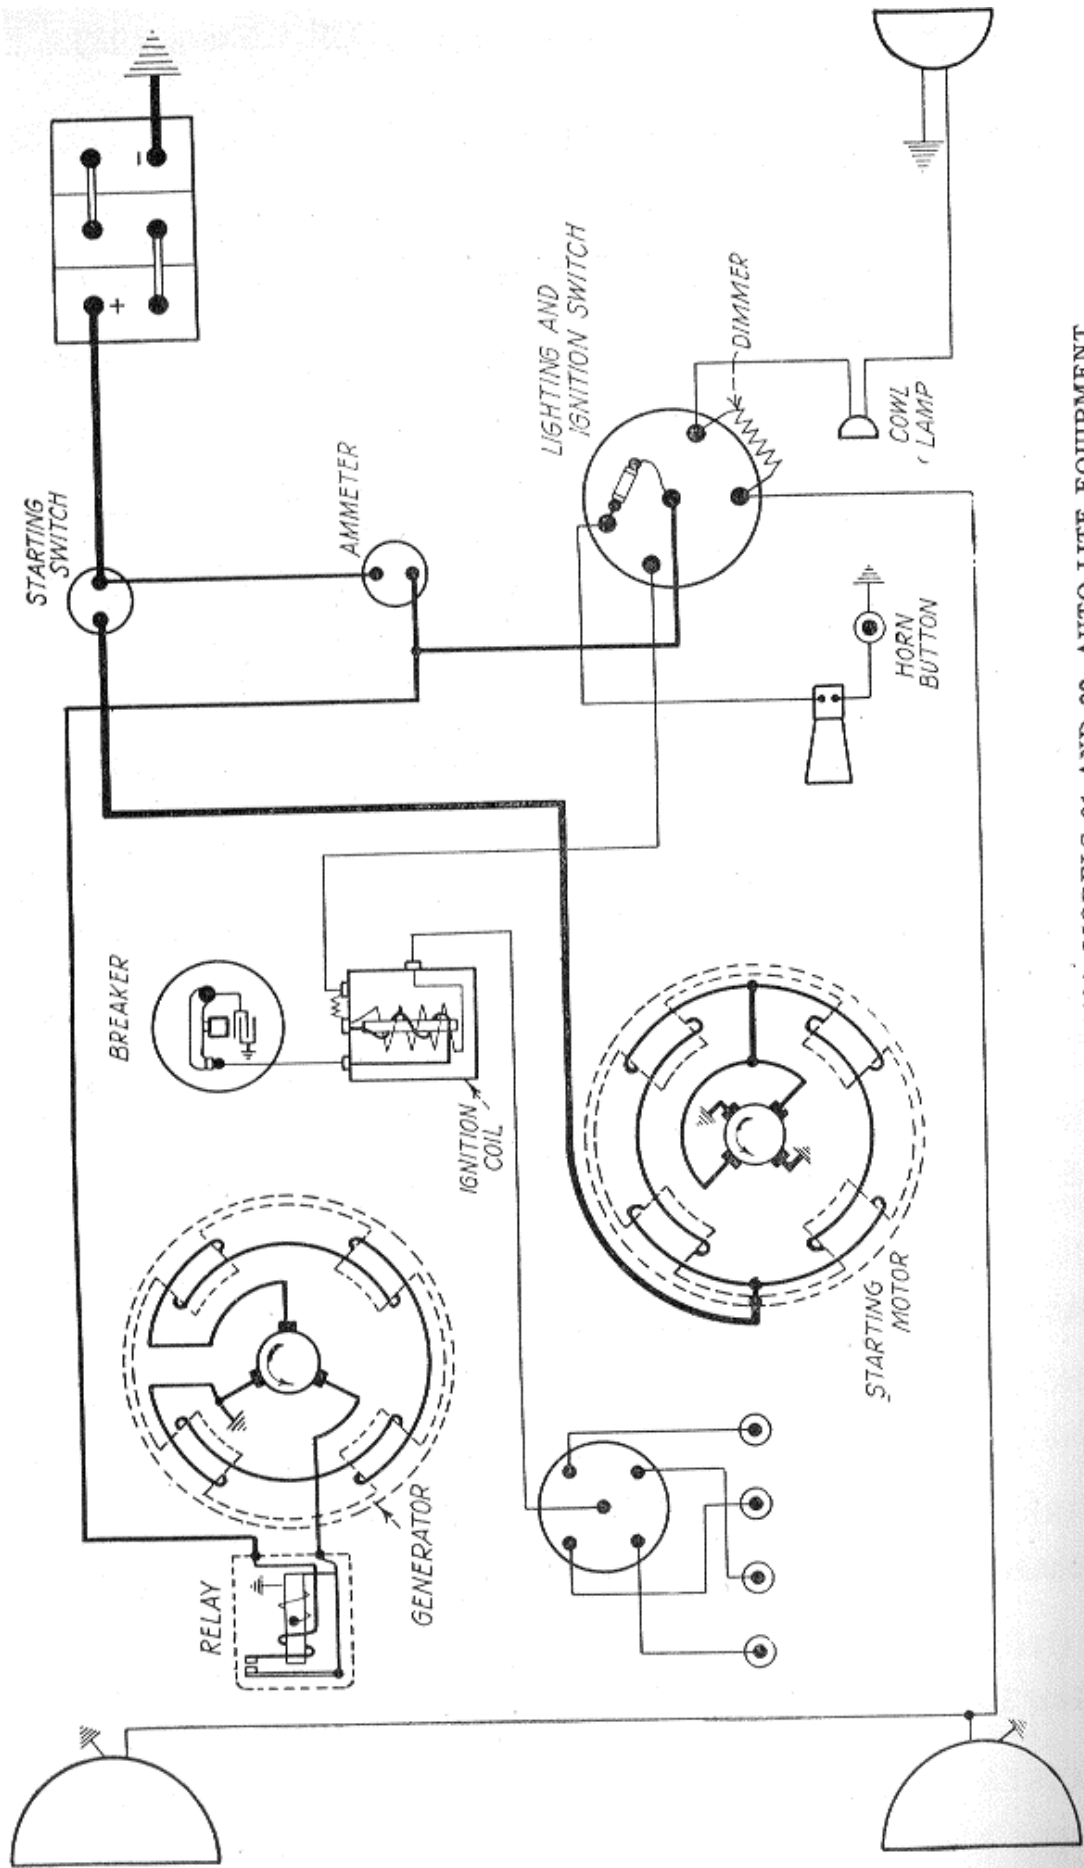 STARTING
SWITCH
+
-
AMMETER
LIGHTING AND
IGNITION SWITCH
DIMMER
COWL
LAMP
HORN
BUTTON
BREAKER
IGNITION
COIL
STARTING
MOTOR
GENERATOR
RELAY
AND
AUTO-LITE EQUIPMENT